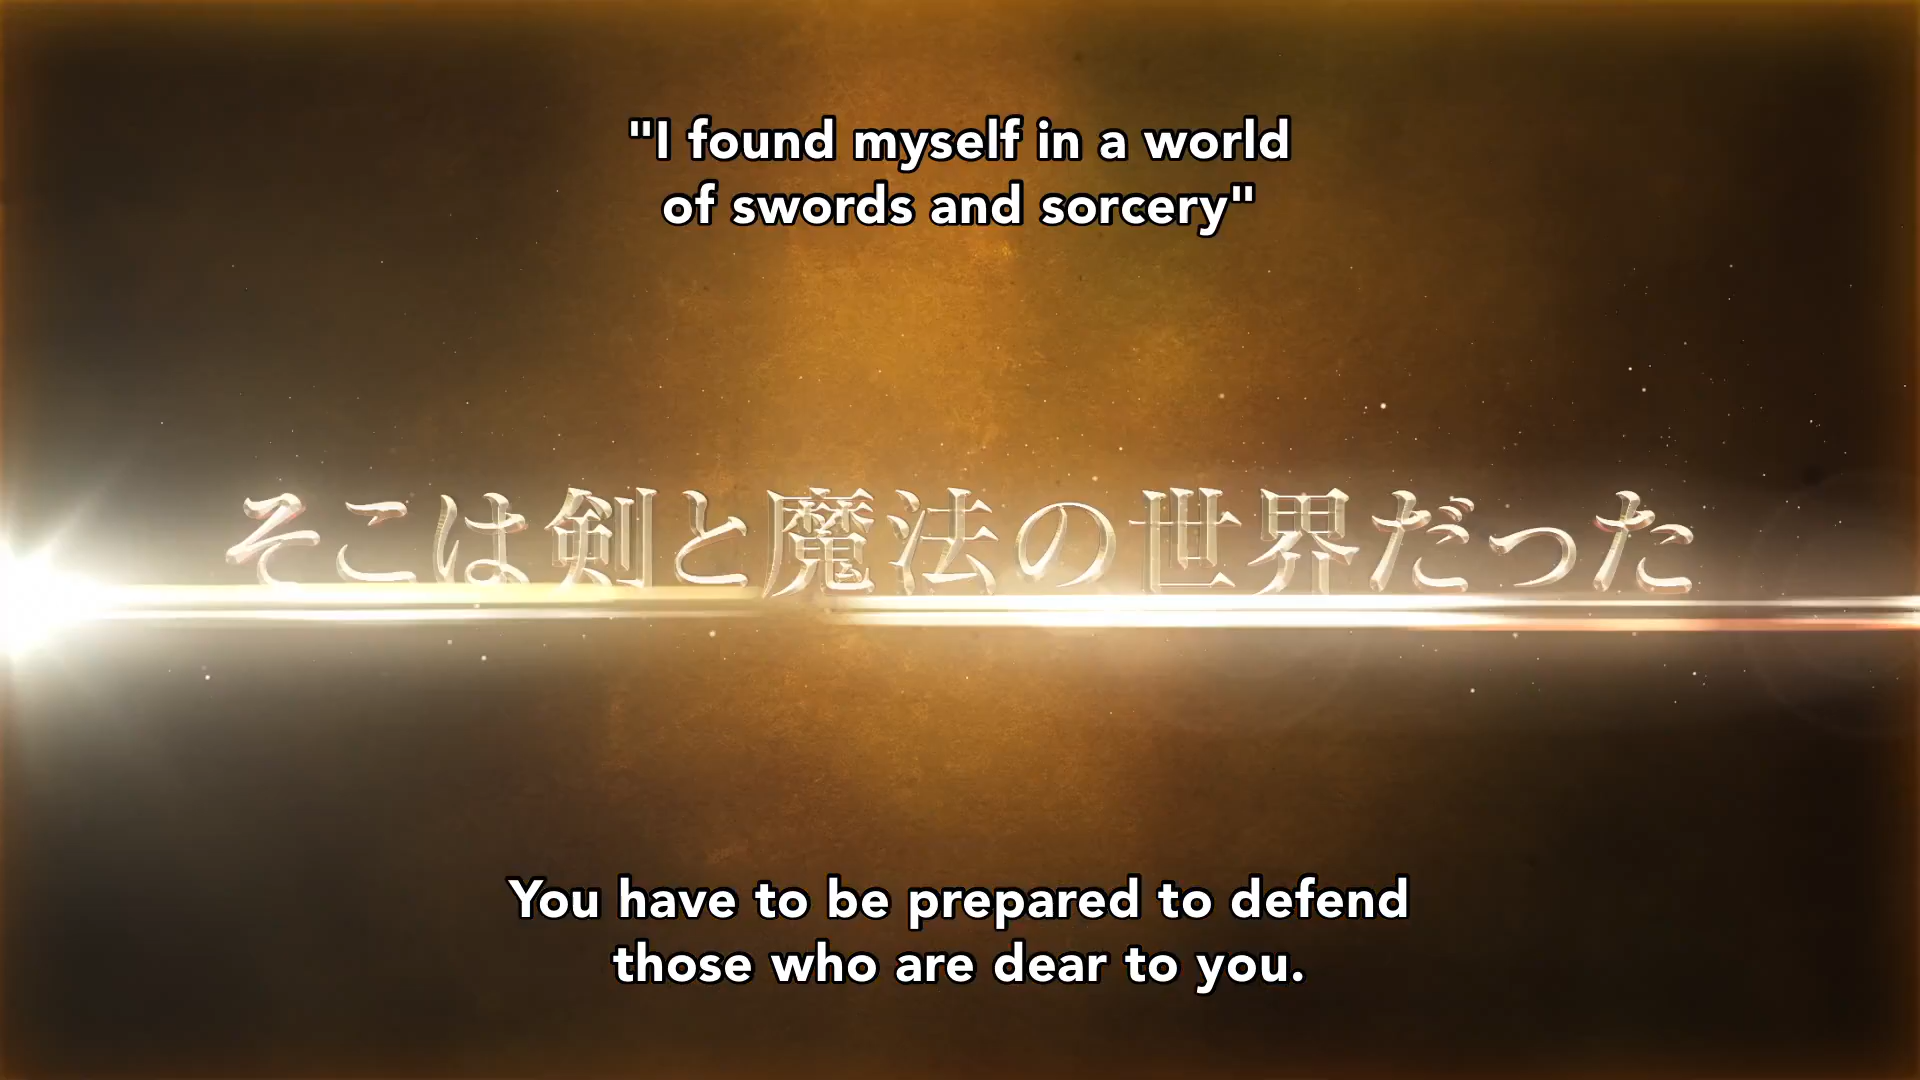 "I found myself in a world
of swords and sorcery"
そこは剣と魔法の世界だった
You have to be prepared to defend
those who are dear to you.